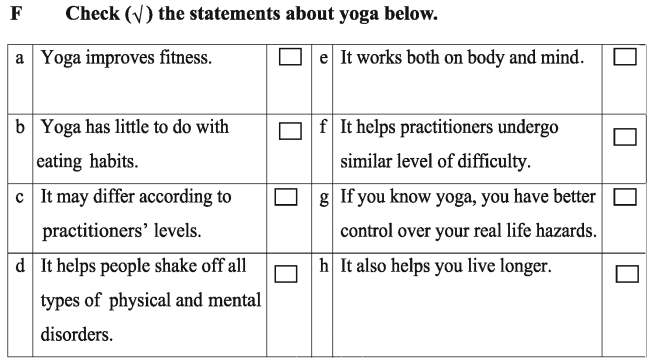 F Check (√) the statements about yoga below.
a Yoga improves fitness.
e It works both on body and mind.
b Yoga has little to do with
eating habits.
f It helps practitioners undergo
similar level of difficulty.
c It may differ according to
practitioners’ levels.
g If you know yoga, you have better
control over your real life hazards.
d It helps people shake off all
types of physical and mental
disorders.
h It also helps you live longer.